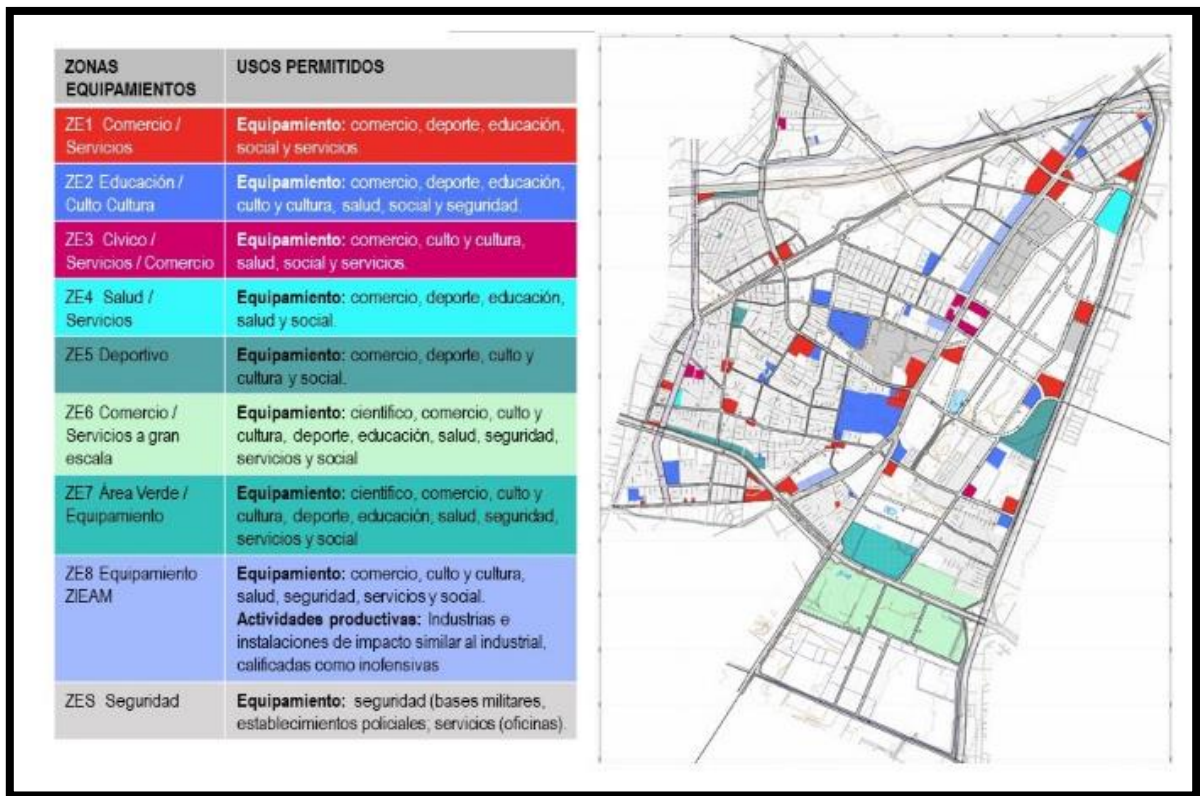 ZONAS
EQUIPAMIENTOS
USOS PERMITIDOS
ZE1 Comercio /
Servicios
Equipamiento: comercio, deporte, educación,
social y servicios.
ZE2 Educación /
Culto Cultura
Equipamiento: comercio, deporte, educación,
culto y cultura, salud, social y seguridad.
ZE3 Cívico /
Servicios / Comercio
Equipamiento: comercio, culto y cultura,
salud, social y servicios.
ZE4 Salud /
Servicios
Equipamiento: comercio, deporte, educación,
salud y social.
ZE5 Deportivo
Equipamiento: comercio, deporte, culto y
cultura y social.
ZE6 Comercio /
Servicios a gran
escala
Equipamiento: científico, comercio, culto y
cultura, deporte, educación, salud, seguridad,
servicios y social
ZE7 Área Verde /
Equipamiento
Equipamiento: científico, comercio, culto y
cultura, deporte, educación, salud, seguridad,
servicios y social
ZE8 Equipamiento
ZIEAM
Equipamiento: comercio, culto y cultura,
salud, seguridad, servicios y social.
Actividades productivas: Industrias e
instalaciones de impacto similar al industrial,
calificadas como inofensivas
ZES Seguridad
Equipamiento: seguridad (bases militares,
establecimientos policiales; servicios (oficinas).